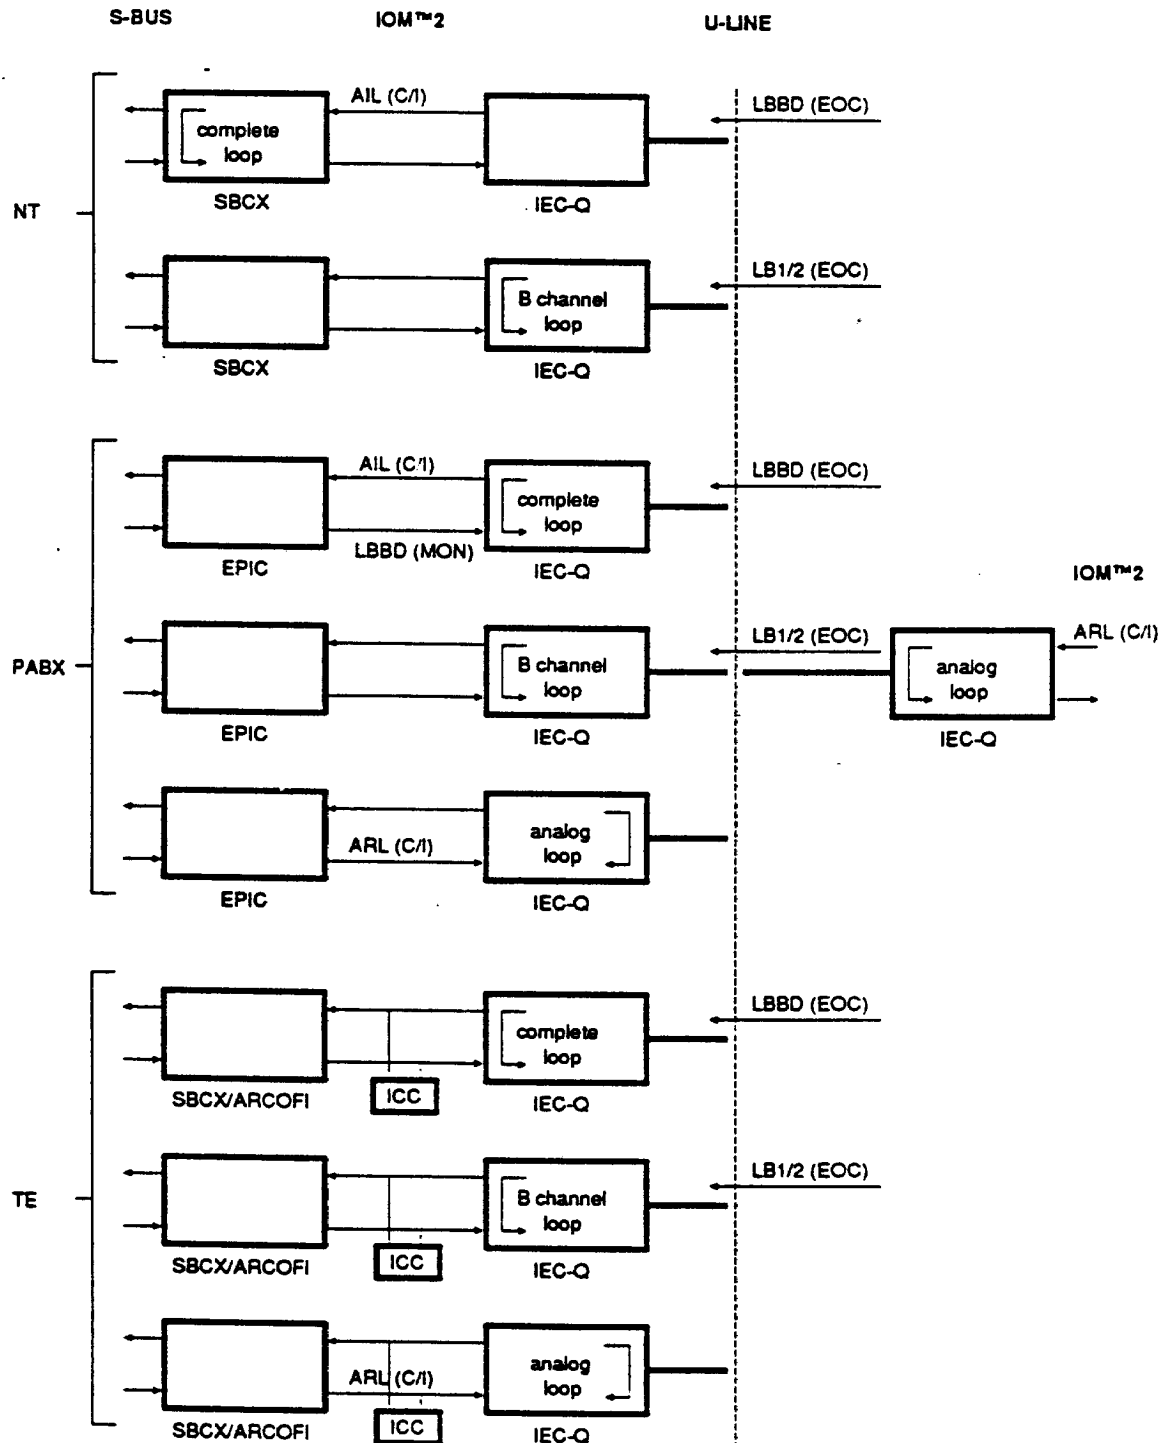 S-BUS IOM™2 U-LINE
AIL (C/I) LBBD (EOC)
complete
loop
SBCX IEC-Q
NT
LB1/2 (EOC)
B channel
loop
SBCX IEC-Q
AIL (C/I) LBBD (EOC)
complete
loop
LBBD (MON)
EPIC IEC-Q
IOM™2
LB1/2 (EOC) ARL (C/I)
PABX
B channel
loop
analog
loop
EPIC IEC-Q IEC-Q
analog
loop
ARL (C/I)
EPIC IEC-Q
LBBD (EOC)
complete
loop
SBCX/ARCOFI ICC IEC-Q
LB1/2 (EOC)
TE
B channel
loop
SBCX/ARCOFI ICC IEC-Q
analog
loop
ARL (C/I)
SBCX/ARCOFI ICC IEC-Q